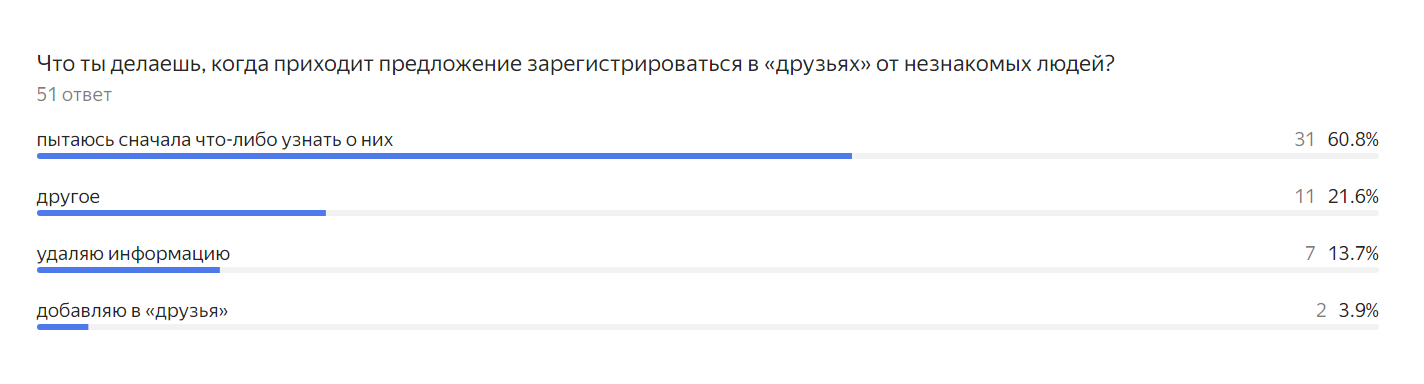 Что ты делаешь, когда приходит предложение зарегистрироваться в «друзьях» от незнакомых людей?
51 ответ
пытаюсь сначала что-либо узнать о них 31 60.8%
другое 11 21.6%
удаляю информацию 7 13.7%
добавляю в «друзья» 2 3.9%